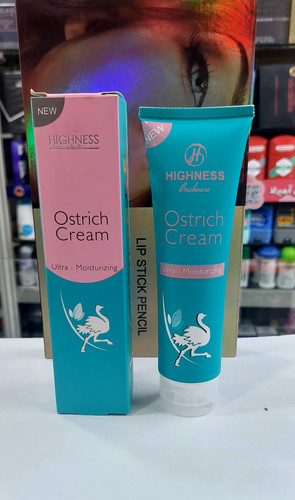 NEW
HIGHNESS
Ostrich
Cream
Ultra - Moisturizing
LIP STICK PENCIL
NEW
H
HIGHNESS
Ostrich
Cream
Ultra - Moisturizing